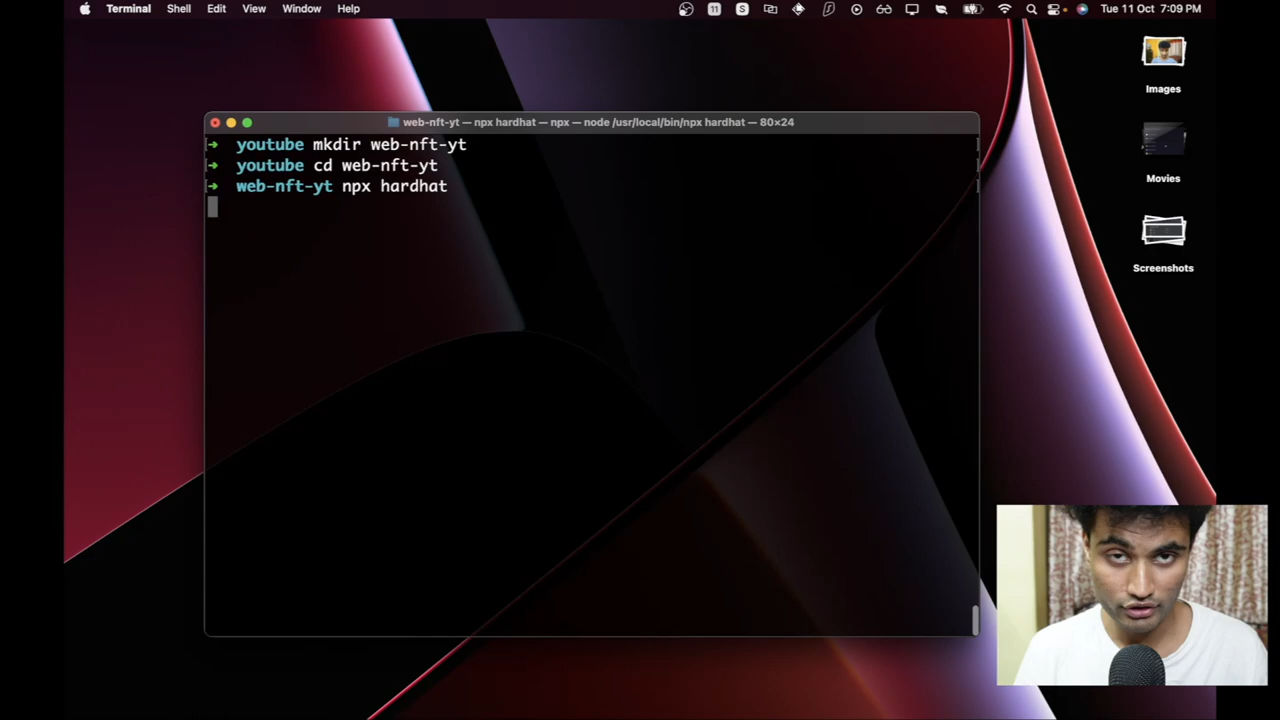 Terminal Shell Edit View Window Help 11 S Tue 11 Oct 7:09 PM
web-nft-yt — npx hardhat — npx — node /usr/local/bin/npx hardhat — 80×24
➔ youtube mkdir web-nft-yt
➔ youtube cd web-nft-yt
➔ web-nft-yt npx hardhat
Images
Movies
Screenshots